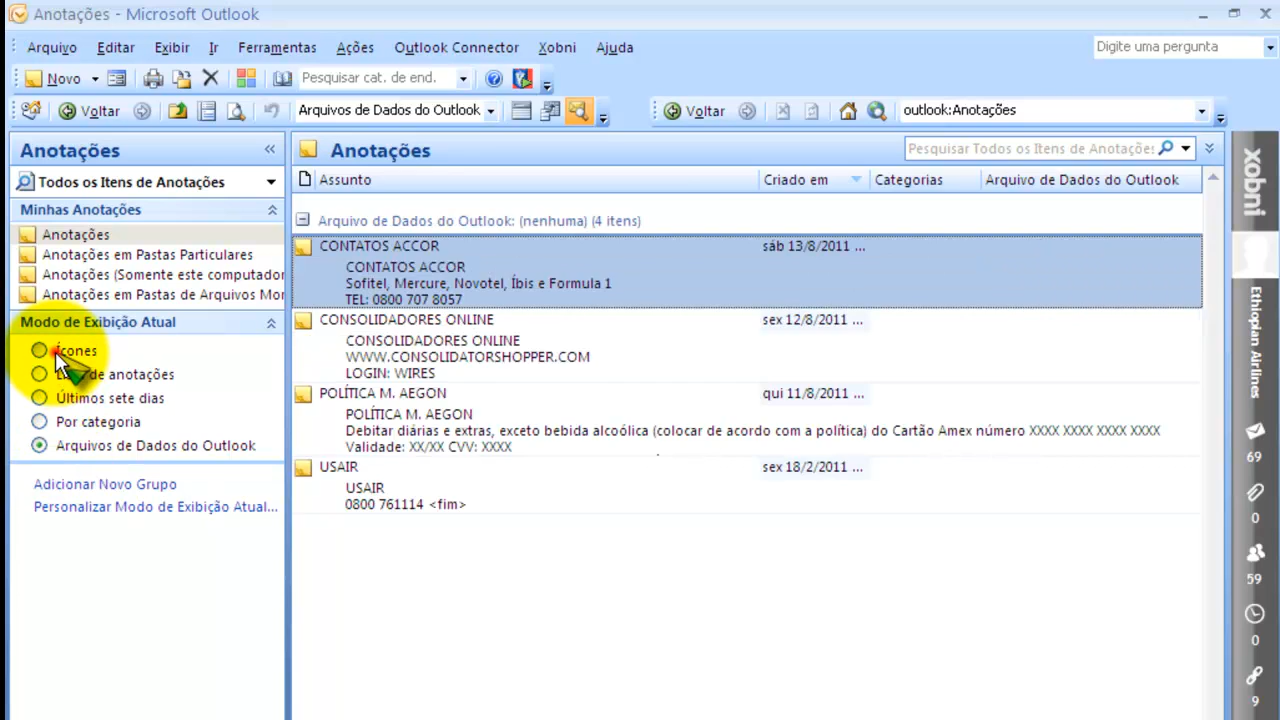 Anotações - Microsoft Outlook
Arquivo Editar Exibir Ir Ferramentas Ações Outlook Connector Xobni Ajuda
Digite uma pergunta
Novo Pesquisar cat. de end.
Voltar Arquivos de Dados do Outlook Voltar outlook:Anotações
Anotações
Todos os Itens de Anotações
Minhas Anotações
Anotações
Anotações em Pastas Particulares
Anotações (Somente este computador
Anotações em Pastas de Arquivos Mor
Modo de Exibição Atual
Ícones
de anotações
Últimos sete dias
Por categoria
Arquivos de Dados do Outlook
Adicionar Novo Grupo
Personalizar Modo de Exibição Atual...
Anotações
Pesquisar Todos os Itens de Anotações
Assunto Criado em Categorias Arquivo de Dados do Outlook
Arquivo de Dados do Outlook: (nenhuma) (4 itens)
CONTATOS ACCOR sáb 13/8/2011 ...
CONTATOS ACCOR
Sofitel, Mercure, Novotel, Íbis e Formula 1
TEL: 0800 707 8057
CONSOLIDADORES ONLINE sex 12/8/2011 ...
CONSOLIDADORES ONLINE
WWW.CONSOLIDATORSHOPPER.COM
LOGIN: WIRES
POLÍTICA M. AEGON qui 11/8/2011 ...
POLÍTICA M. AEGON
Debitar diárias e extras, exceto bebida alcoólica (colocar de acordo com a política) do Cartão Amex número XXXX XXXX XXXX XXXX
Validade: XX/XX CVV: XXXX
USAIR sex 18/2/2011 ...
USAIR
0800 761114 <fim>
xobni
Ethiopian Airlines
69
0
59
0
9